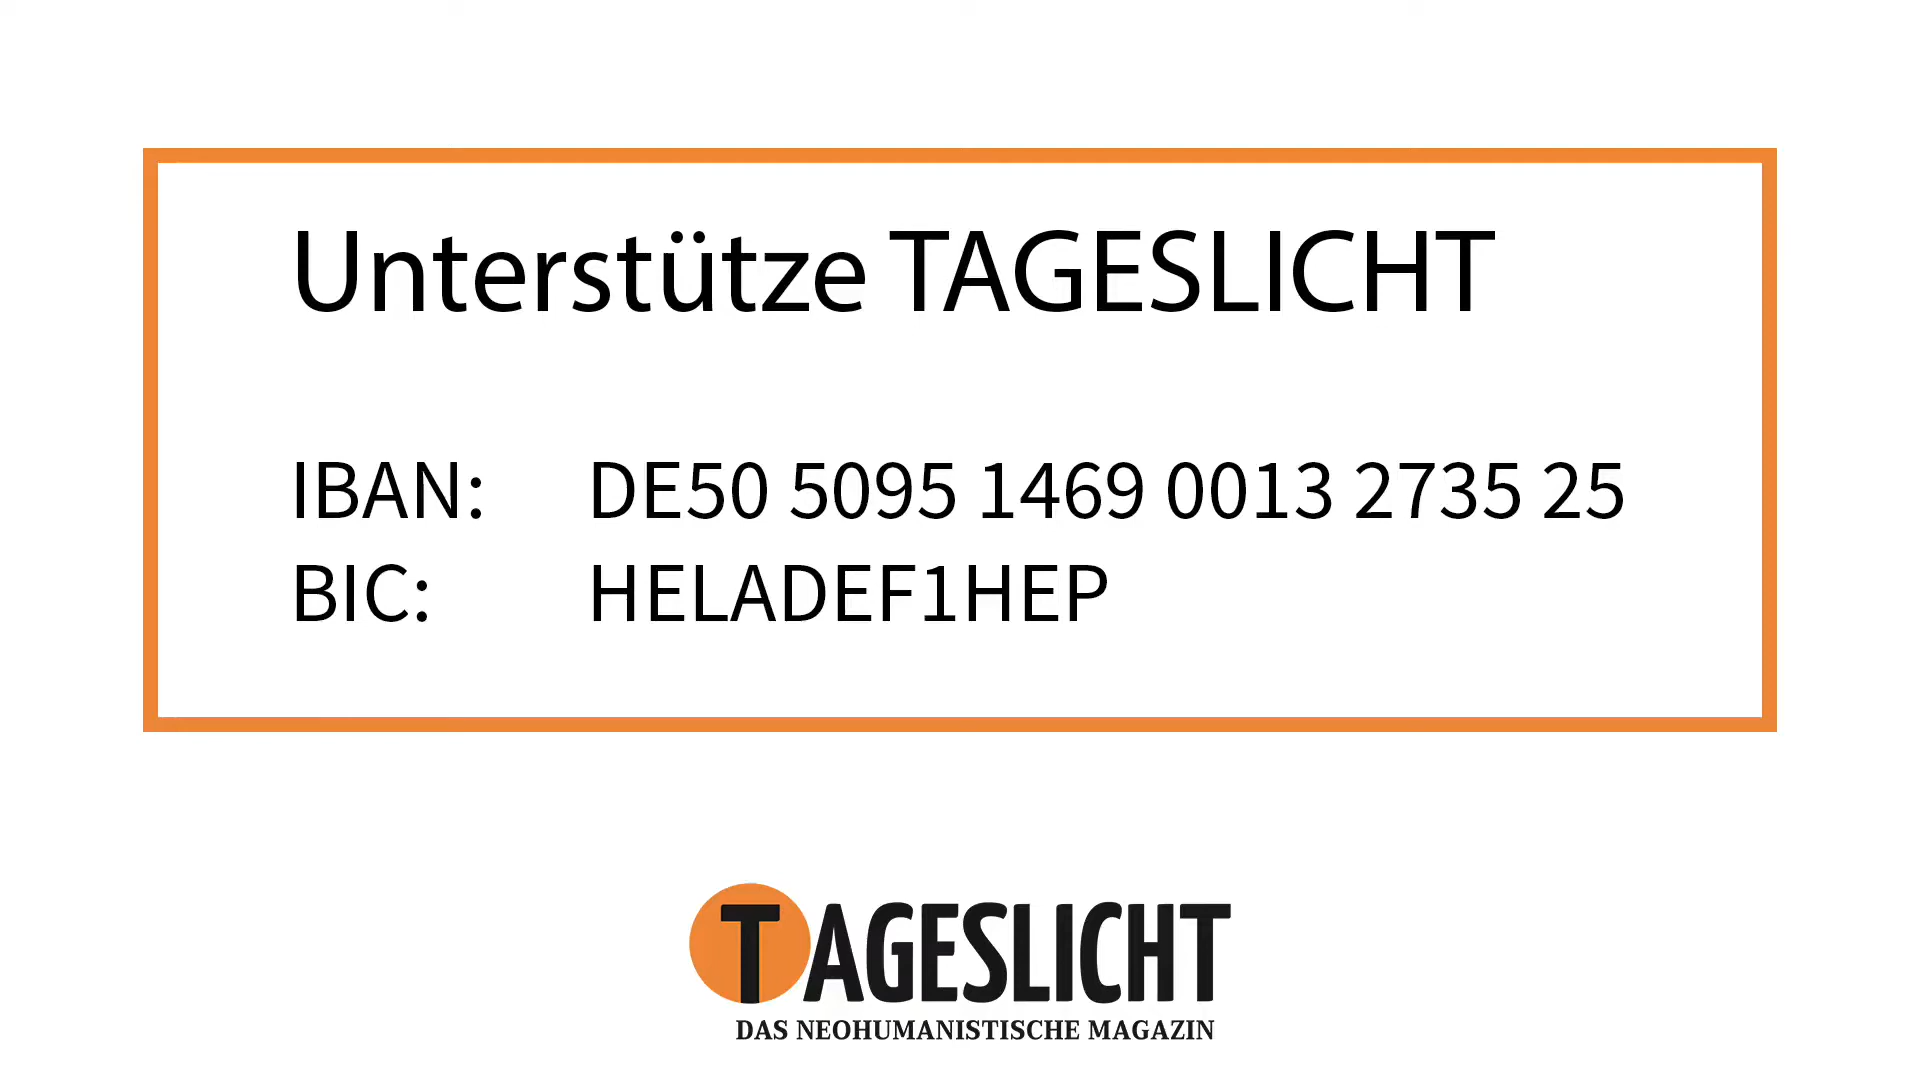 Unterstütze TAGESLICHT
IBAN: DE50 5095 1469 0013 2735 25
BIC: HELADEF1HEP
TAGESLICHT
DAS NEOHUMANISTISCHE MAGAZIN